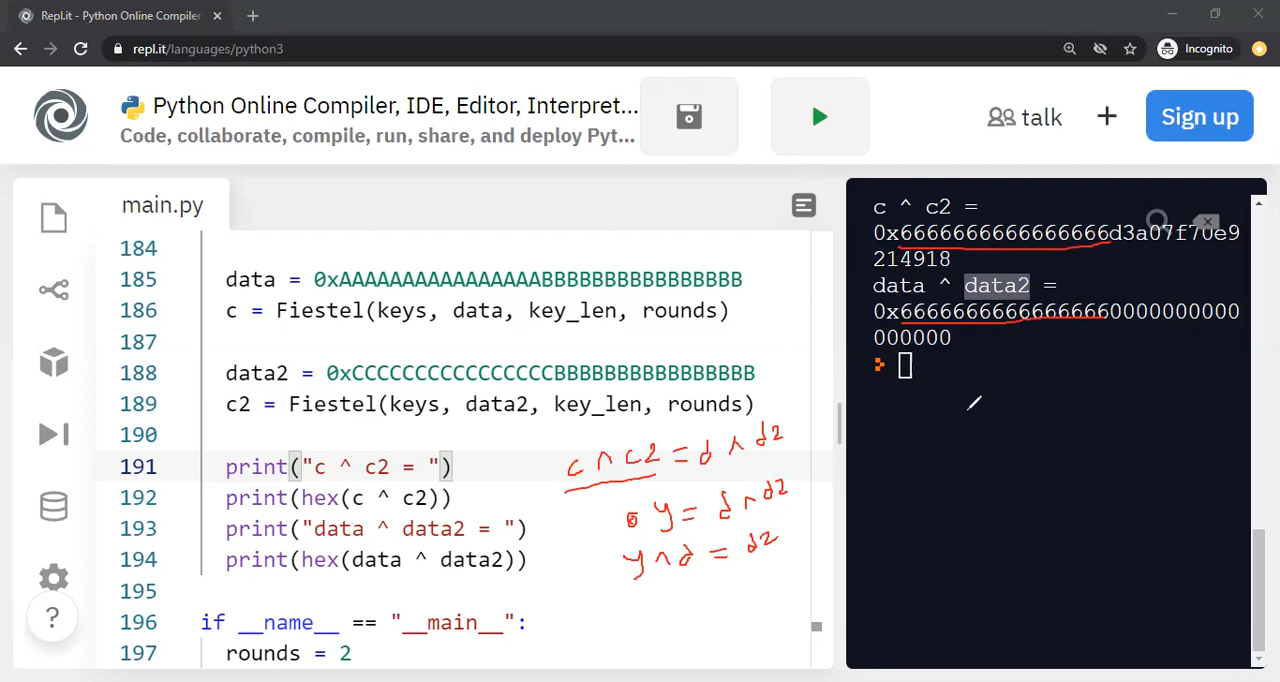 Repl.it - Python Online Compiler
repl.it/languages/python3
Incognito
Python Online Compiler, IDE, Editor, Interpret...
Code, collaborate, compile, run, share, and deploy Pyt...
talk
+
Sign up
main.py
184
185 data = 0xAAAAAAAAAAAAAAAABBBBBBBBBBBBBBBB
186 c = Fiestel(keys, data, key_len, rounds)
187
188 data2 = 0xCCCCCCCCCCCCCCCCBBBBBBBBBBBBBBBB
189 c2 = Fiestel(keys, data2, key_len, rounds)
190
191 print("c ^ c2 = ")
192 print(hex(c ^ c2))
193 print("data ^ data2 = ")
194 print(hex(data ^ data2))
195
196 if __name__ == "__main__":
197 rounds = 2
?
c ^ c2 = d ^ d2
y = d ^ d2
y ^ d = d2
c ^ c2 =
0x6666666666666666d3a07f70e9
214918
data ^ data2 =
0x66666666666666660000000000
000000